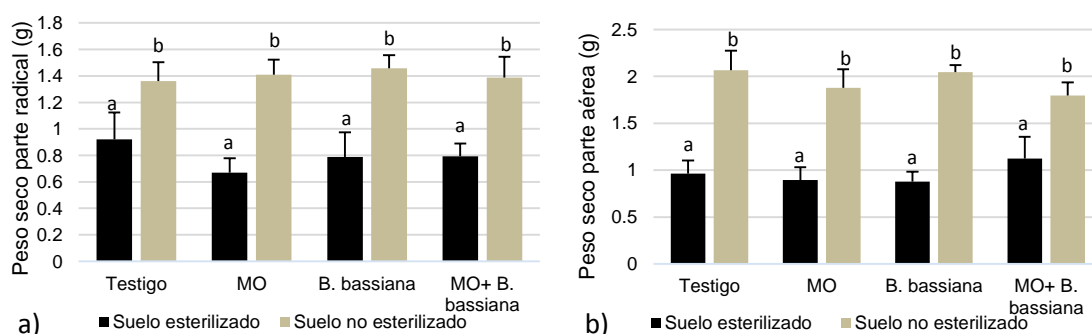 Peso seco parte radical (g)
1.8
1.6
1.4
1.2
1
0.8
0.6
0.4
0.2
0
b
b
b
b
a
a
a
a
Testigo
MO
B. bassiana
MO+ B.
bassiana
a)
Suelo esterilizado
Suelo no esterilizado
Peso seco parte aérea (g)
2.5
2
1.5
1
0.5
0
b
b
b
b
a
a
a
a
Testigo
MO
B. bassiana
MO+ B.
bassiana
b)
Suelo esterilizado
Suelo no esterilizado